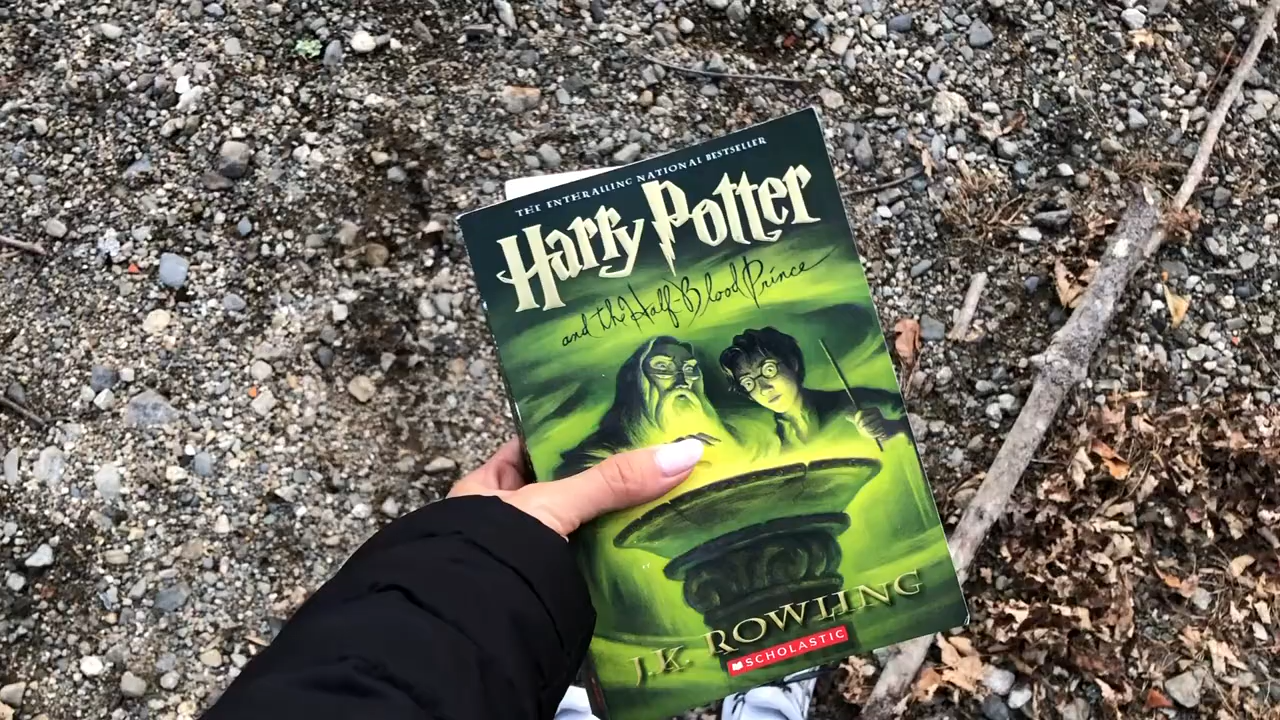 THE ENTHRALLING NATIONAL BESTSELLER
Harry Potter
and the Half-Blood Prince
J.K. ROWLING
SCHOLASTIC